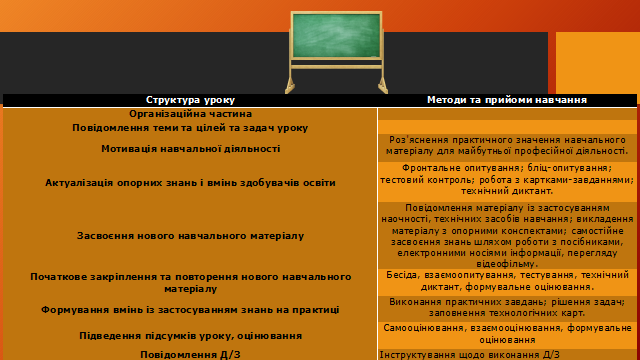 Структура уроку
Методи та прийоми навчання
Організаційна частина
Повідомлення теми та цілей та задач уроку
Мотивація навчальної діяльності
Роз'яснення практичного значення навчального
матеріалу для майбутньої професійної діяльності.
Актуалізація опорних знань і вмінь здобувачів освіти
Фронтальне опитування; бліц-опитування;
тестовий контроль; робота з картками-завданнями;
технічний диктант.
Засвоєння нового навчального матеріалу
Повідомлення матеріалу із застосуванням
наочності, технічних засобів навчання; викладення
матеріалу з опорними конспектами; самостійне
засвоєння знань шляхом роботи з посібниками,
електронними носіями інформації, перегляду
відеофільму.
Початкове закріплення та повторення нового навчального
матеріалу
Бесіда, взаємоопитування, тестування, технічний
диктант, формувальне оцінювання.
Формування вмінь із застосуванням знань на практиці
Виконання практичних завдань; рішення задач;
заповнення технологічних карт.
Підведення підсумків уроку, оцінювання
Самооцінювання, взаємооцінювання, формувальне
оцінювання
Повідомлення Д/З
Інструктування щодо виконання Д/З